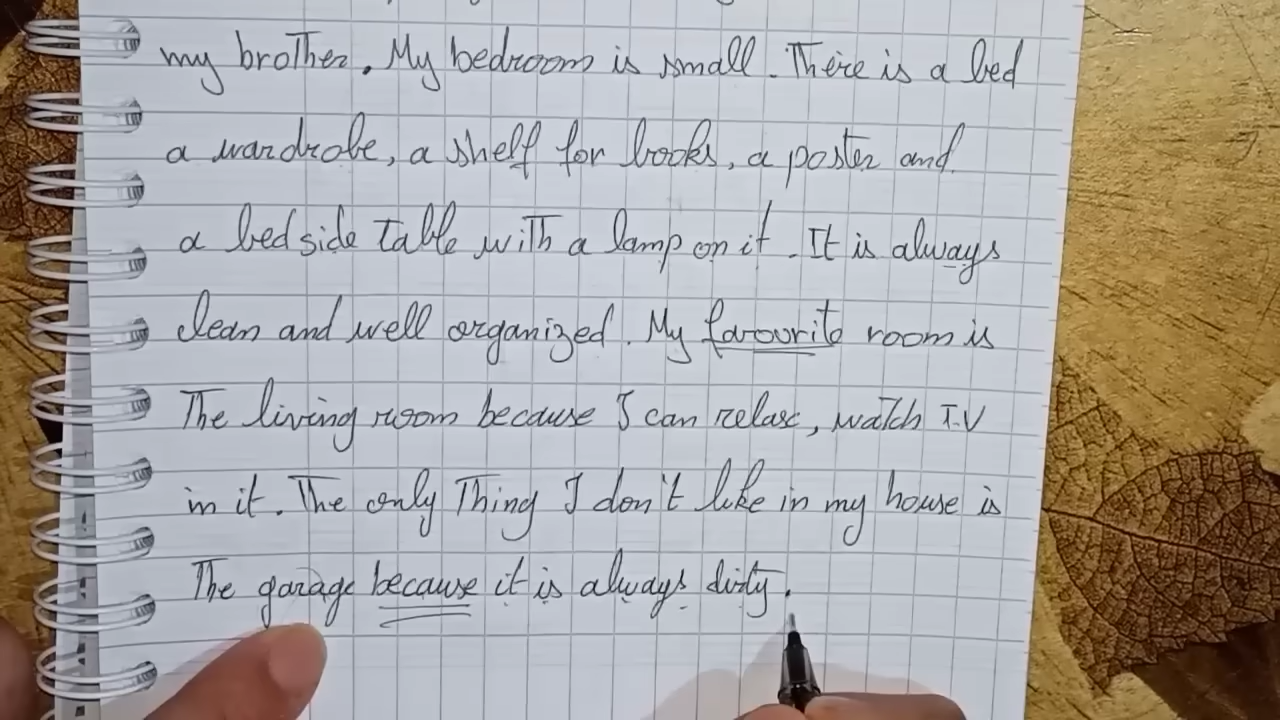 my brother. My bedroom is small. There is a bed
a wardrobe, a shelf for books, a poster and
a bedside table with a lamp on it. It is always
clean and well organized. My favourite room is
The living room because I can relax, watch T.V
in it. The only Thing I don't like in my house is
The garage because it is always dirty.